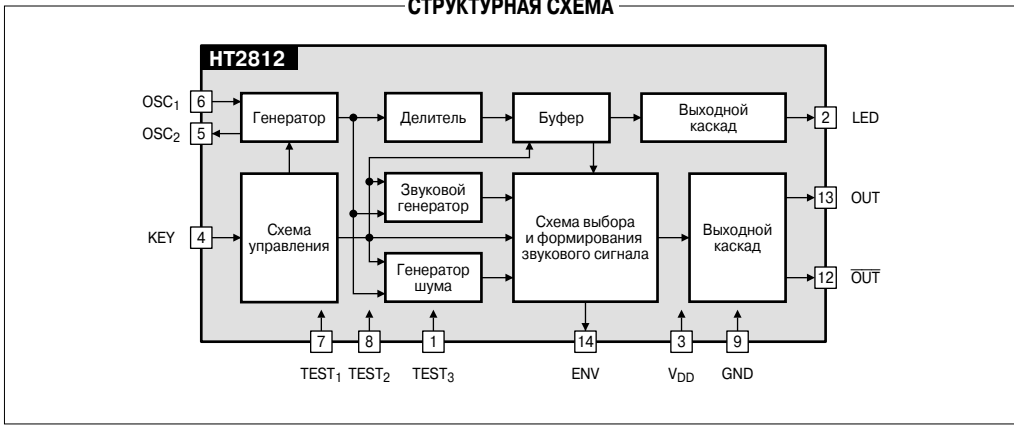 СТРУКТУРНАЯ СХЕМА
HT2812
OSC1
6
OSC2
5
Генератор
Делитель
Буфер
Выходной
каскад
2
LED
KEY
4
Схема
управления
Звуковой
генератор
Генератор
шума
Схема выбора
и формирования
звукового сигнала
Выходной
каскад
13
OUT
12
OUT
7
8
1
14
3
9
TEST1
TEST2
TEST3
ENV
VDD
GND